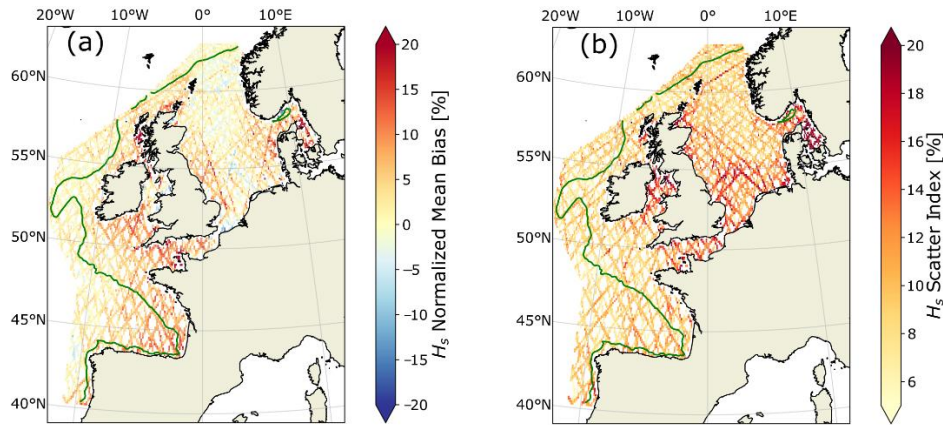 20°W 10°W 0° 10°E 20°E
(a)
60°N
55°N
50°N
45°N
40°N
20
15
10
5
0
−5
−10
−15
−20
Hs Normalized Mean Bias [%]
20°W 10°W 0° 10°E 20°E
(b)
60°N
55°N
50°N
45°N
40°N
20
18
16
14
12
10
8
6
Hs Scatter Index [%]